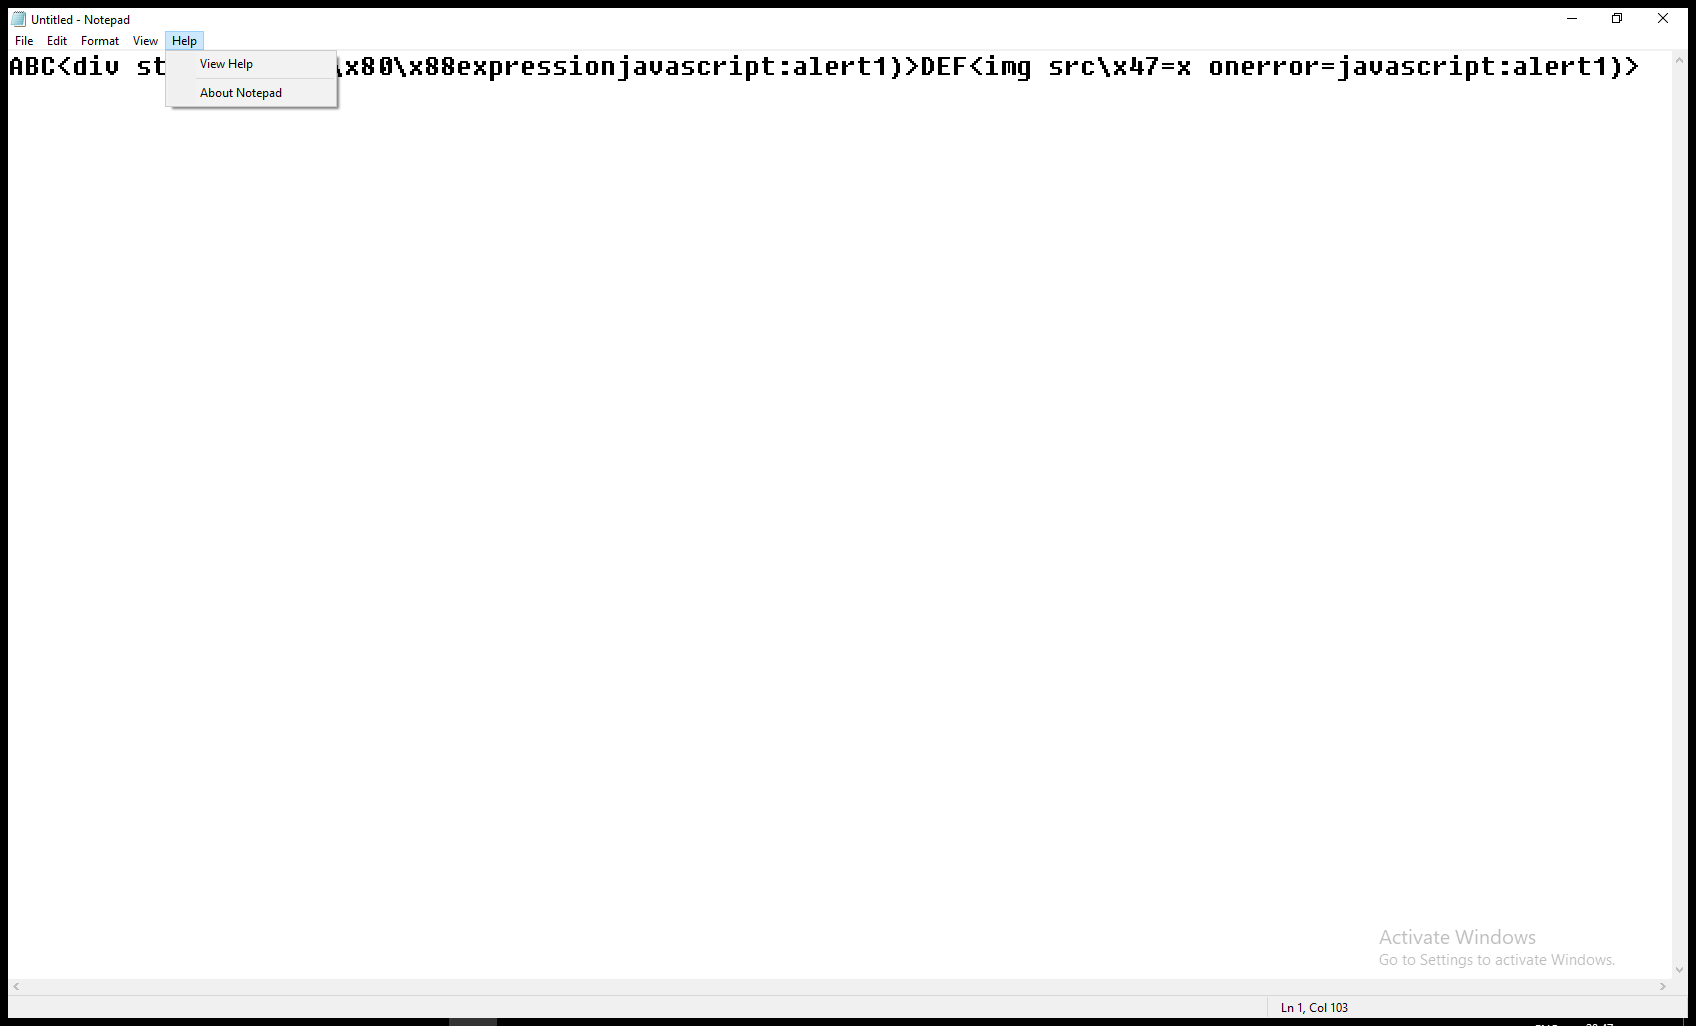 Untitled - Notepad
File Edit Format View Help
View Help
About Notepad
ABC<div st \x80\x88expressionjavascript:alert1)>DEF<img src\x47=x onerror=javascript:alert1)>
Activate Windows
Go to Settings to activate Windows.
Ln 1, Col 103